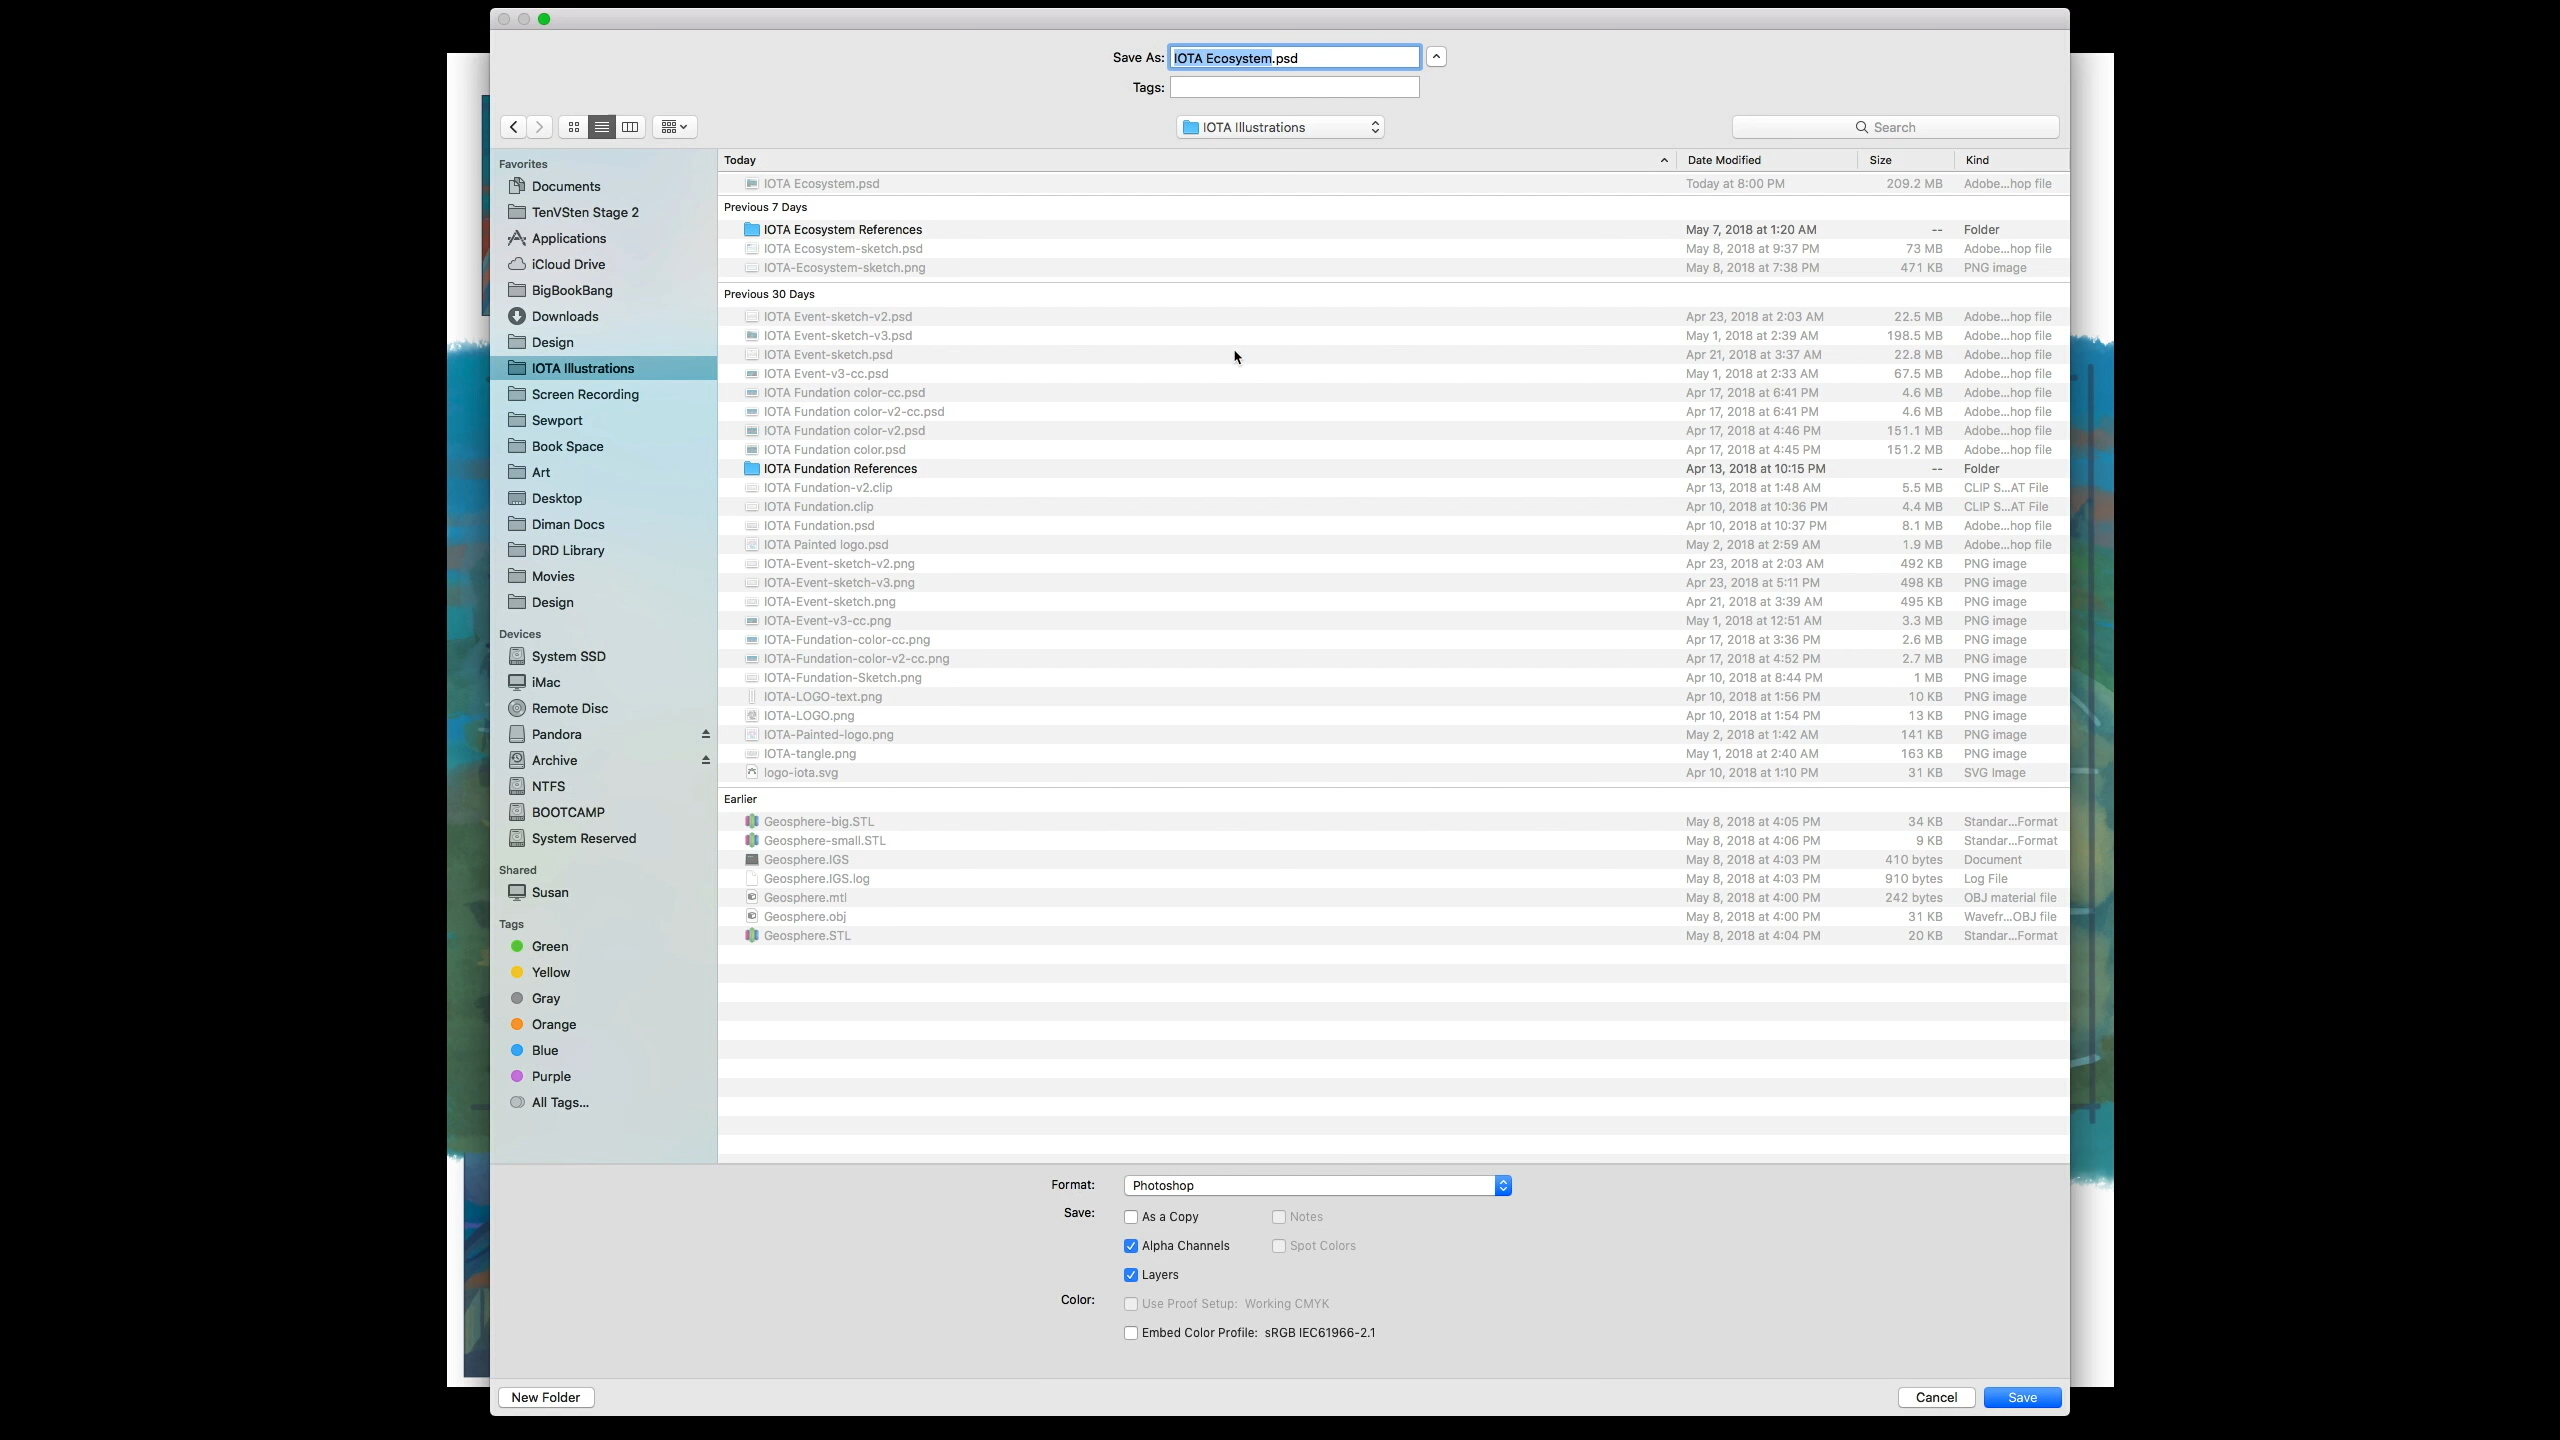 Save As: IOTA Ecosystem.psd
Tags:
IOTA Illustrations
Search
Favorites
Documents
TenVSten Stage 2
Applications
iCloud Drive
BigBookBang
Downloads
Design
IOTA Illustrations
Screen Recording
Sewport
Book Space
Art
Desktop
Diman Docs
DRD Library
Movies
Design
Devices
System SSD
iMac
Remote Disc
Pandora
Archive
NTFS
BOOTCAMP
System Reserved
Shared
Susan
Tags
Green
Yellow
Gray
Orange
Blue
Purple
All Tags...
Today Date Modified Size Kind
IOTA Ecosystem.psd Today at 8:00 PM 209.2 MB Adobe...hop file
Previous 7 Days
IOTA Ecosystem References May 7, 2018 at 1:20 AM -- Folder
IOTA Ecosystem-sketch.psd May 8, 2018 at 9:37 PM 73 MB Adobe...hop file
IOTA-Ecosystem-sketch.png May 8, 2018 at 7:38 PM 471 KB PNG image
Previous 30 Days
IOTA Event-sketch-v2.psd Apr 23, 2018 at 2:03 AM 22.5 MB Adobe...hop file
IOTA Event-sketch-v3.psd May 1, 2018 at 2:39 AM 198.5 MB Adobe...hop file
IOTA Event-sketch.psd Apr 21, 2018 at 3:37 AM 22.8 MB Adobe...hop file
IOTA Event-v3-cc.psd May 1, 2018 at 2:33 AM 67.5 MB Adobe...hop file
IOTA Fundation color-cc.psd Apr 17, 2018 at 6:41 PM 4.6 MB Adobe...hop file
IOTA Fundation color-v2-cc.psd Apr 17, 2018 at 6:41 PM 4.6 MB Adobe...hop file
IOTA Fundation color-v2.psd Apr 17, 2018 at 4:46 PM 151.1 MB Adobe...hop file
IOTA Fundation color.psd Apr 17, 2018 at 4:45 PM 151.2 MB Adobe...hop file
IOTA Fundation References Apr 13, 2018 at 10:15 PM -- Folder
IOTA Fundation-v2.clip Apr 13, 2018 at 1:48 AM 5.5 MB CLIP S...AT File
IOTA Fundation.clip Apr 10, 2018 at 10:36 PM 4.4 MB CLIP S...AT File
IOTA Fundation.psd Apr 10, 2018 at 10:37 PM 8.1 MB Adobe...hop file
IOTA Painted logo.psd May 2, 2018 at 2:59 AM 1.9 MB Adobe...hop file
IOTA-Event-sketch-v2.png Apr 23, 2018 at 2:03 AM 492 KB PNG image
IOTA-Event-sketch-v3.png Apr 23, 2018 at 5:11 PM 498 KB PNG image
IOTA-Event-sketch.png Apr 21, 2018 at 3:39 AM 495 KB PNG image
IOTA-Event-v3-cc.png May 1, 2018 at 12:51 AM 3.3 MB PNG image
IOTA-Fundation-color-cc.png Apr 17, 2018 at 3:36 PM 2.6 MB PNG image
IOTA-Fundation-color-v2-cc.png Apr 17, 2018 at 4:52 PM 2.7 MB PNG image
IOTA-Fundation-Sketch.png Apr 10, 2018 at 8:44 PM 1 MB PNG image
IOTA-LOGO-text.png Apr 10, 2018 at 1:56 PM 10 KB PNG image
IOTA-LOGO.png Apr 10, 2018 at 1:54 PM 13 KB PNG image
IOTA-Painted-logo.png May 2, 2018 at 1:42 AM 141 KB PNG image
IOTA-tangle.png May 1, 2018 at 2:40 AM 163 KB PNG image
logo-iota.svg Apr 10, 2018 at 1:10 PM 31 KB SVG Image
Earlier
Geosphere-big.STL May 8, 2018 at 4:05 PM 34 KB Standar...Format
Geosphere-small.STL May 8, 2018 at 4:06 PM 9 KB Standar...Format
Geosphere.IGS May 8, 2018 at 4:03 PM 410 bytes Document
Geosphere.IGS.log May 8, 2018 at 4:03 PM 910 bytes Log File
Geosphere.mtl May 8, 2018 at 4:00 PM 242 bytes OBJ material file
Geosphere.obj May 8, 2018 at 4:00 PM 31 KB Wavefr...OBJ file
Geosphere.STL May 8, 2018 at 4:04 PM 20 KB Standar...Format
Format: Photoshop
Save: As a Copy Notes
Alpha Channels Spot Colors
Layers
Color: Use Proof Setup: Working CMYK
Embed Color Profile: sRGB IEC61966-2.1
New Folder Cancel Save